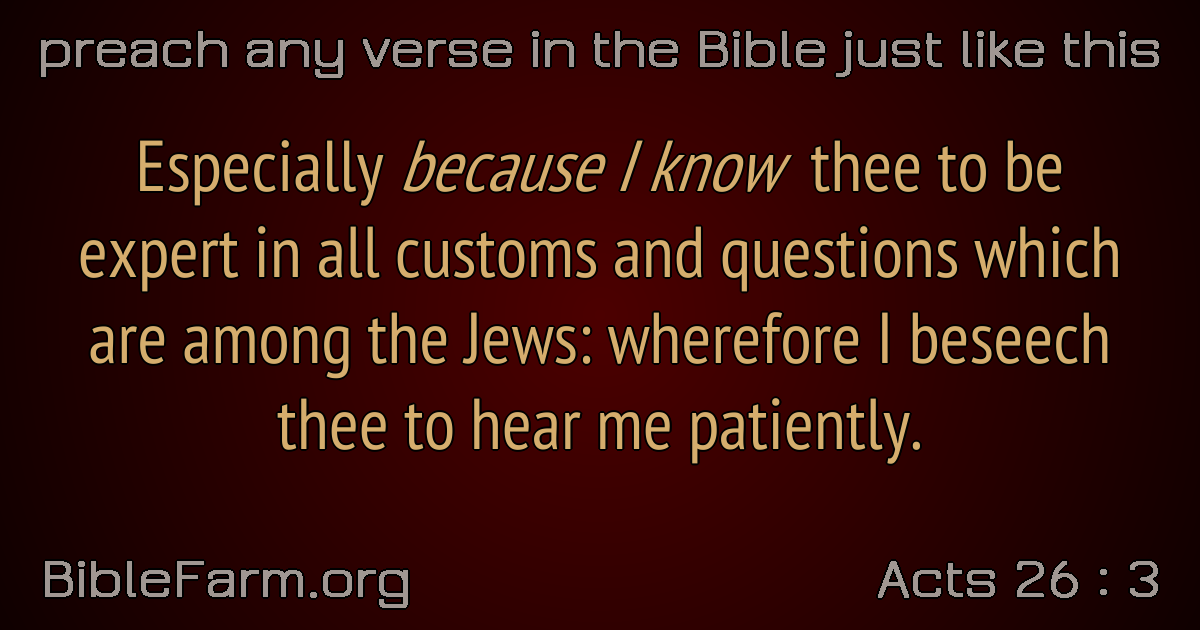 preach any verse in the Bible just like this
Especially because I know thee to be
expert in all customs and questions which
are among the Jews: wherefore I beseech
thee to hear me patiently.
BibleFarm.org
Acts 26 : 3